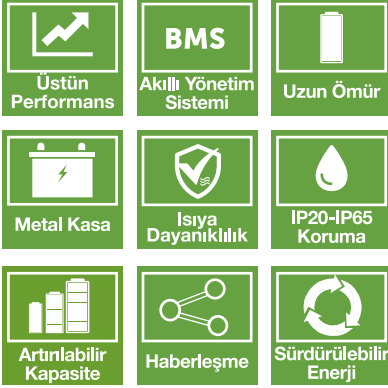 Üstün
Performans
BMS
Akıllı Yönetim
Sistemi
Uzun Ömür
Metal Kasa
Isıya
Dayanıklılık
IP20-IP65
Koruma
Artırılabilir
Kapasite
Haberleşme
Sürdürülebilir
Enerji